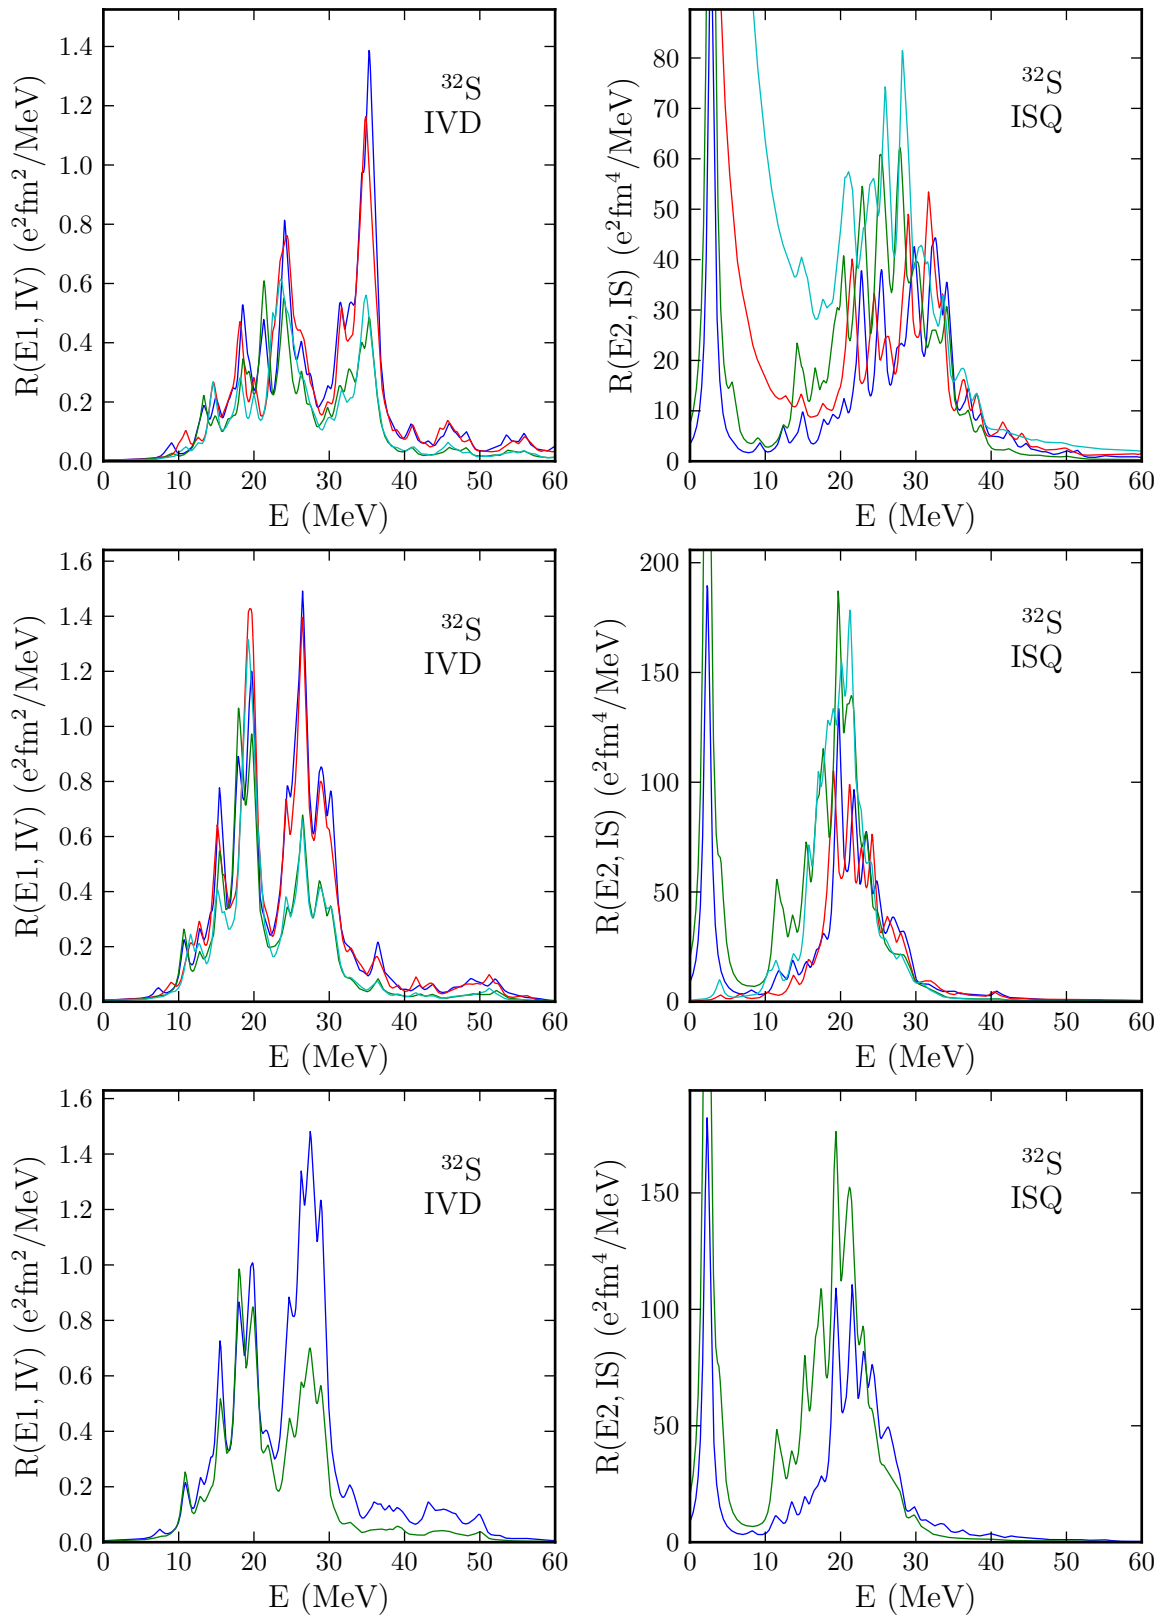 R(E1, IV) (e²fm²/MeV)
1.4
1.2
1.0
0.8
0.6
0.4
0.2
0.0
³²S
IVD
0 10 20 30 40 50 60
E (MeV)
R(E2, IS) (e²fm⁴/MeV)
80
70
60
50
40
30
20
10
0
³²S
ISQ
0 10 20 30 40 50 60
E (MeV)
R(E1, IV) (e²fm²/MeV)
1.6
1.4
1.2
1.0
0.8
0.6
0.4
0.2
0.0
³²S
IVD
0 10 20 30 40 50 60
E (MeV)
R(E2, IS) (e²fm⁴/MeV)
200
150
100
50
0
³²S
ISQ
0 10 20 30 40 50 60
E (MeV)
R(E1, IV) (e²fm²/MeV)
1.6
1.4
1.2
1.0
0.8
0.6
0.4
0.2
0.0
³²S
IVD
0 10 20 30 40 50 60
E (MeV)
R(E2, IS) (e²fm⁴/MeV)
150
100
50
0
³²S
ISQ
0 10 20 30 40 50 60
E (MeV)